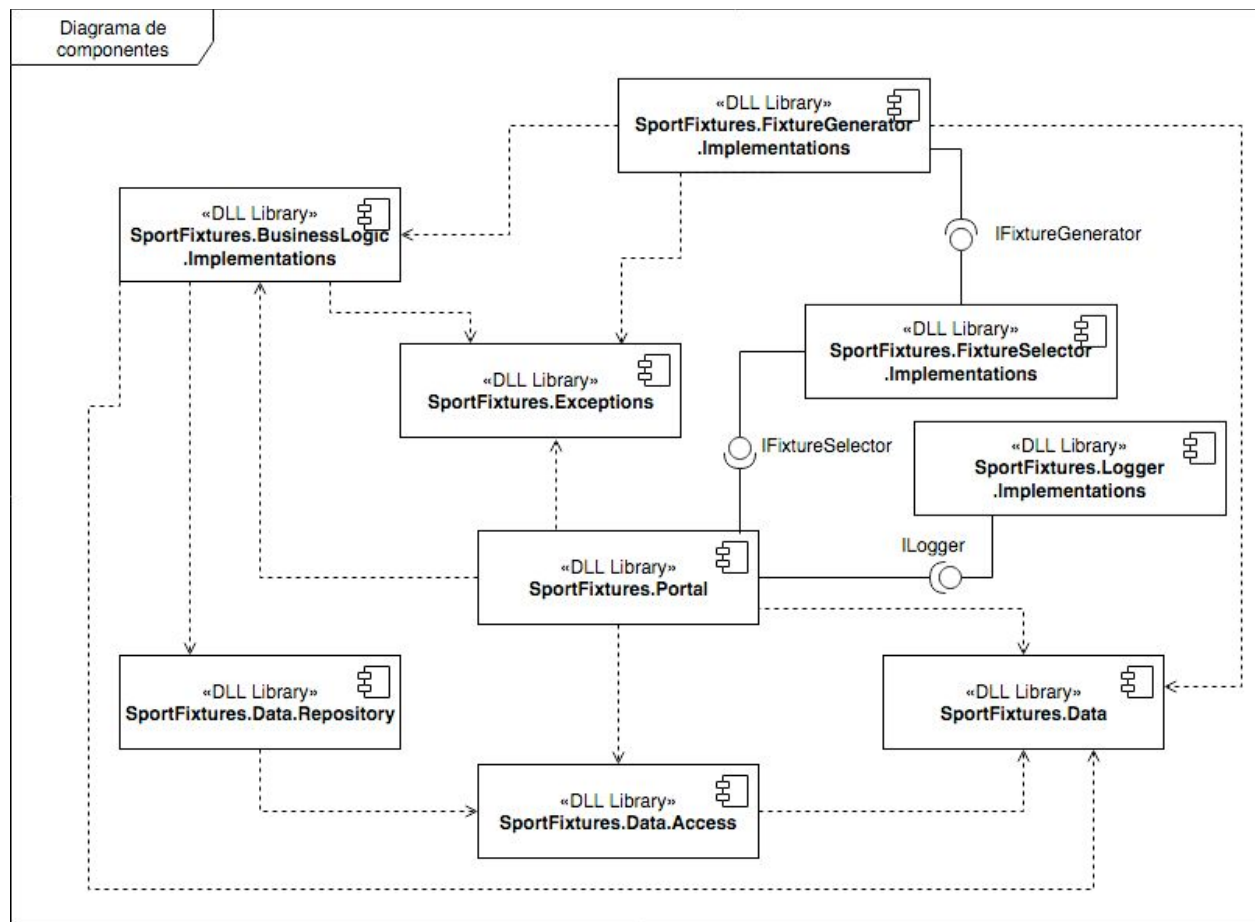 Diagrama de
componentes
«DLL Library»
SportFixtures.FixtureGenerator
.Implementations
«DLL Library»
SportFixtures.BusinessLogic
.Implementations
IFixtureGenerator
«DLL Library»
SportFixtures.FixtureSelector
.Implementations
«DLL Library»
SportFixtures.Exceptions
IFixtureSelector
«DLL Library»
SportFixtures.Logger
.Implementations
ILogger
«DLL Library»
SportFixtures.Portal
«DLL Library»
SportFixtures.Data.Repository
«DLL Library»
SportFixtures.Data
«DLL Library»
SportFixtures.Data.Access